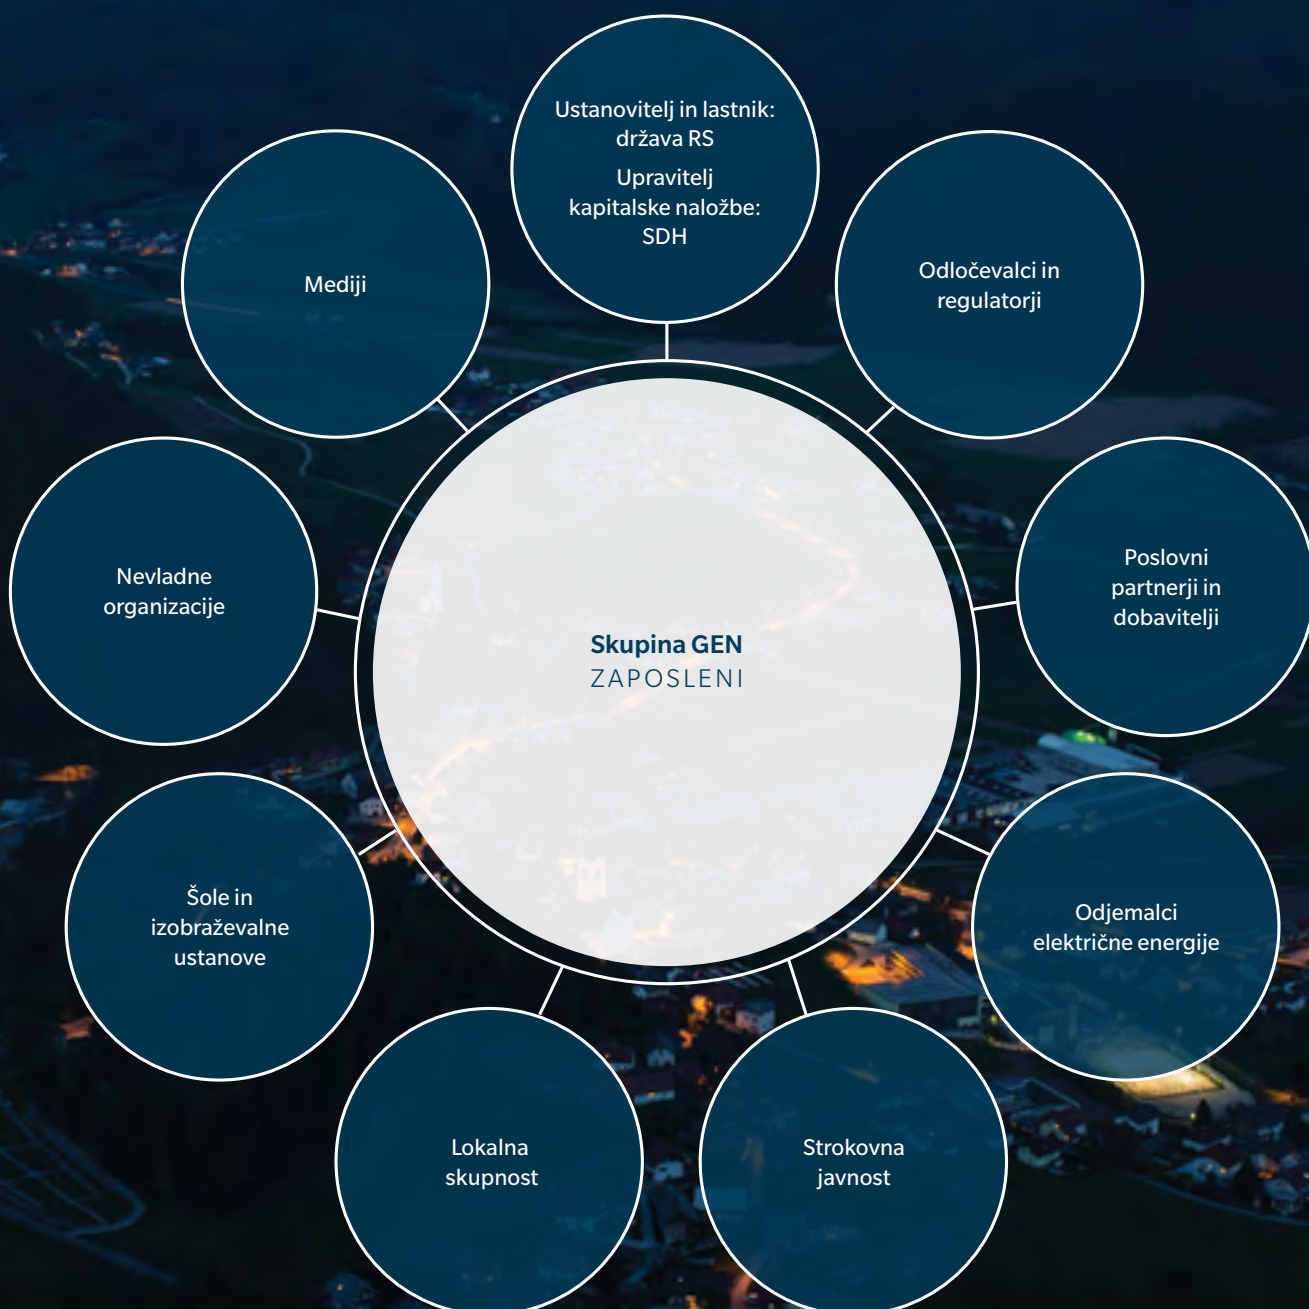 Ustanovitelj in lastnik:
država RS
Upravitelj
kapitalske naložbe:
SDH
Odločevalci in
regulatorji
Poslovni
partnerji in
dobavitelji
Odjemalci
električne energije
Strokovna
javnost
Lokalna
skupnost
Šole in
izobraževalne
ustanove
Nevladne
organizacije
Mediji
Skupina GEN
ZAPOSLENI